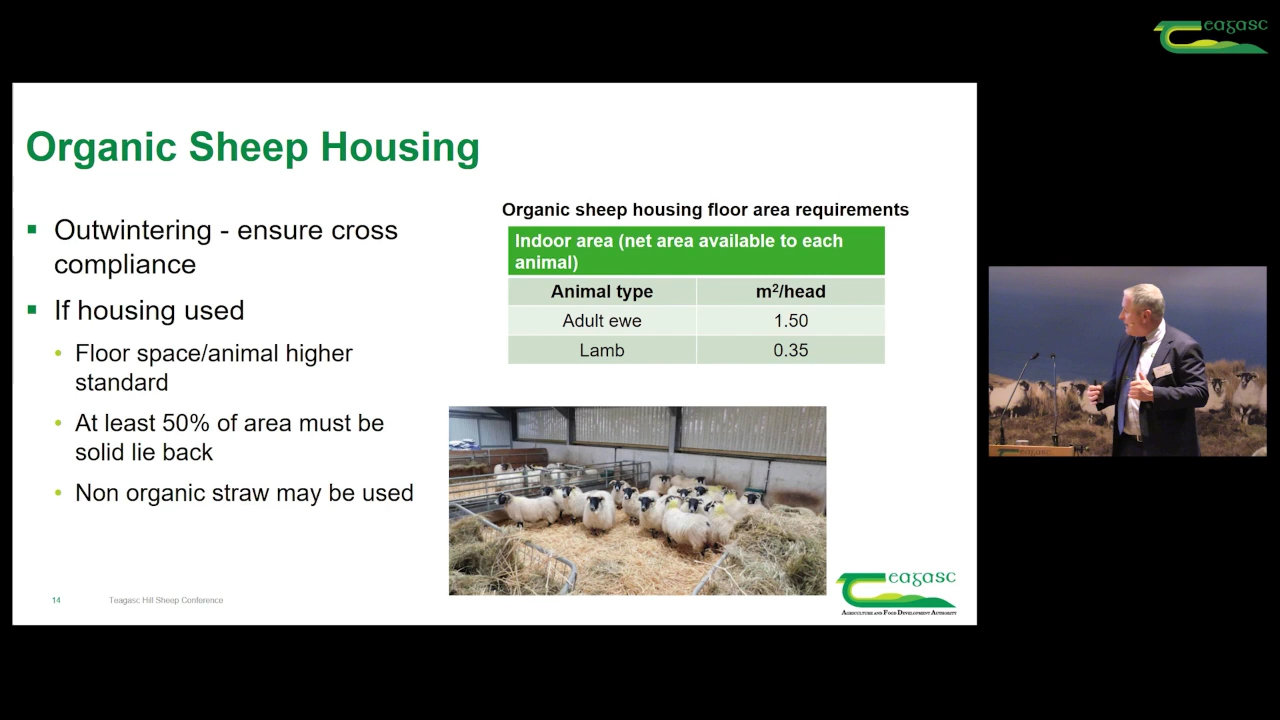 eagasc
Organic Sheep Housing
Outwintering - ensure cross
compliance
If housing used
Floor space/animal higher
standard
At least 50% of area must be
solid lie back
Non organic straw may be used
Organic sheep housing floor area requirements
Indoor area (net area available to each
animal)
Animal type m²/head
Adult ewe 1.50
Lamb 0.35
eagasc
Agriculture and Food Development Authority
14 Teagasc Hill Sheep Conference